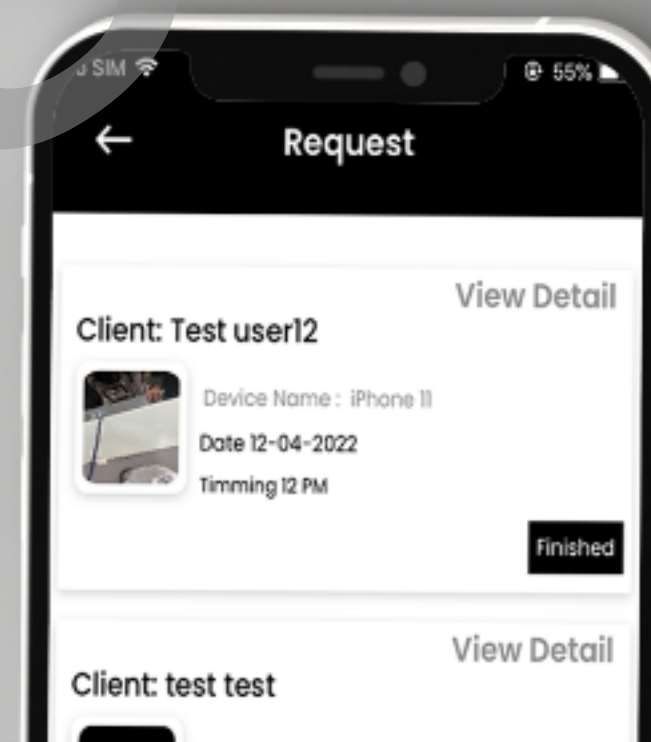 SIM
55%
Request
View Detail
Client: Test user12
Device Name : iPhone 11
Date 12-04-2022
Timming 12 PM
Finished
View Detail
Client: test test